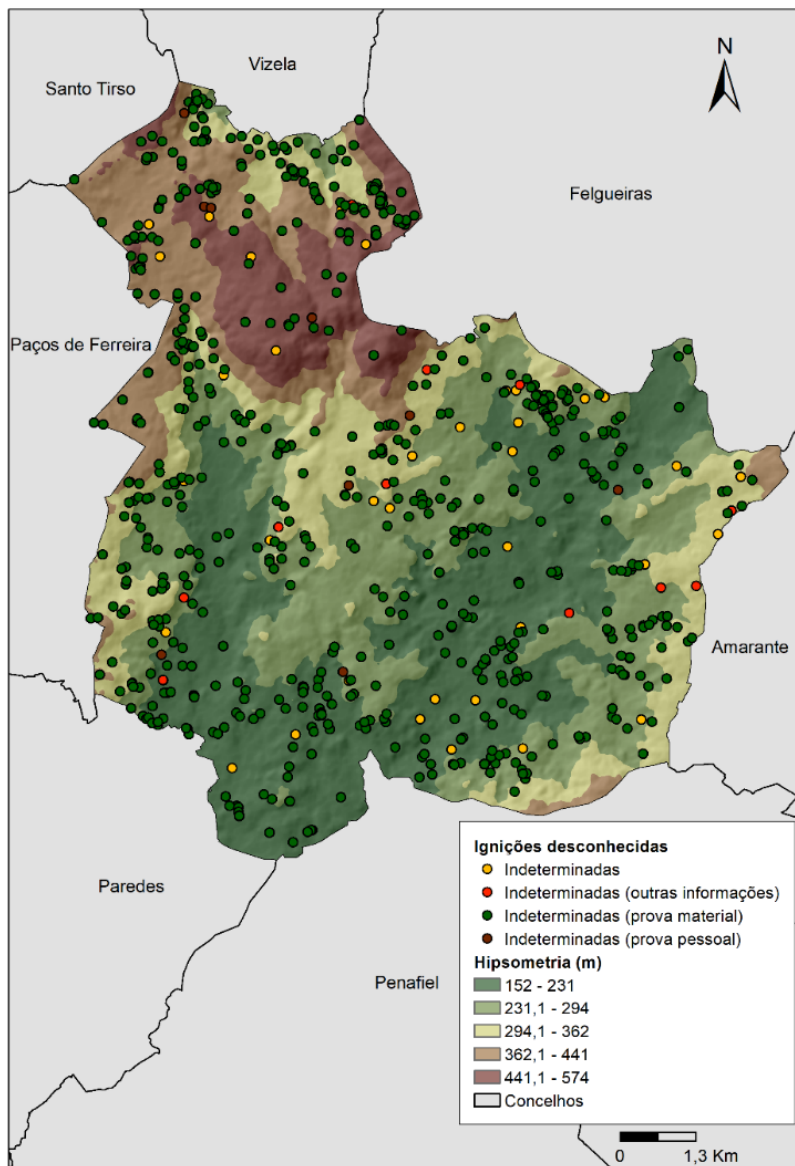 Vizela
N
Santo Tirso
Felgueiras
Paços de Ferreira
Amarante
Paredes
Penafiel
Ignições desconhecidas
Indeterminadas
Indeterminadas (outras informações)
Indeterminadas (prova material)
Indeterminadas (prova pessoal)
Hipsometria (m)
152 - 231
231,1 - 294
294,1 - 362
362,1 - 441
441,1 - 574
Concelhos
0 1,3 Km